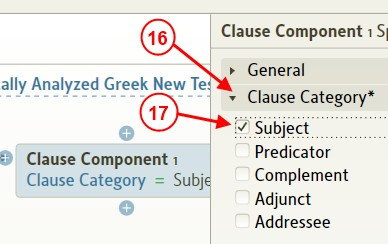 16
Clause Component 1 Sp
General
ally Analyzed Greek New Tes
Clause Category*
17
Subject
Clause Component 1
Predicator
Clause Category = Subje
Complement
Adjunct
Addressee